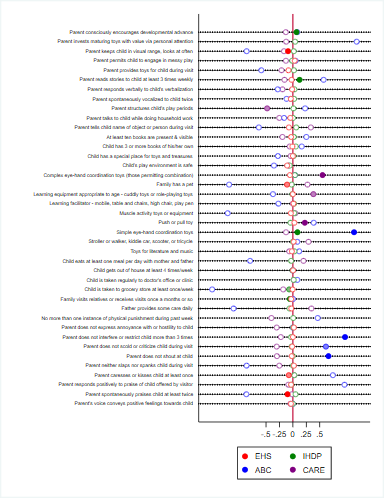 Parent consciously encourages developmental advance
Parent invests maturing toys with value via personal attention
Parent keeps child in visual range, looks at often
Parent permits child to engage in messy play
Parent provides toys for child during visit
Parent reads stories to child at least 3 times weekly
Parent responds verbally to child's verbalization
Parent spontaneously vocalized to child twice
Parent structures child's play periods
Parent talks to child while doing household work
Parent tells child name of object or person during visit
At least ten books are present & visible
Child has 3 or more books of his/her own
Child has a special place for toys and treasures
Child's play environment is safe
Complex eye-hand coordination toys (those permitting combination)
Family has a pet
Learning equipment appropriate to age - cuddly toys or role-playing toys
Learning facilitator - mobile, table and chairs, high chair, play pen
Muscle activity toys or equipment
Push or pull toy
Simple eye-hand coordination toys
Stroller or walker, kiddie car, scooter, or tricycle
Toys for literature and music
Child eats at least one meal per day with mother and father
Child gets out of house at least 4 times/week
Child is taken regularly to doctor's office or clinic
Child is taken to grocery store at least once/week
Family visits relatives or receives visits once a months or so
Father provides some care daily
No more than one instance of physical punishment during past week
Parent does not express annoyance with or hostility to child
Parent does not interfere or restrict child more than 3 times
Parent does not scold or criticize child during visit
Parent does not shout at child
Parent neither slaps nor spanks child during visit
Parent caresses or kisses child at least once
Parent responds positively to praise of child offered by visitor
Parent spontaneously praises child at least twice
Parent's voice conveys positive feelings towards child
-.5 -.25 0 .25 .5
EHS IHDP
ABC CARE